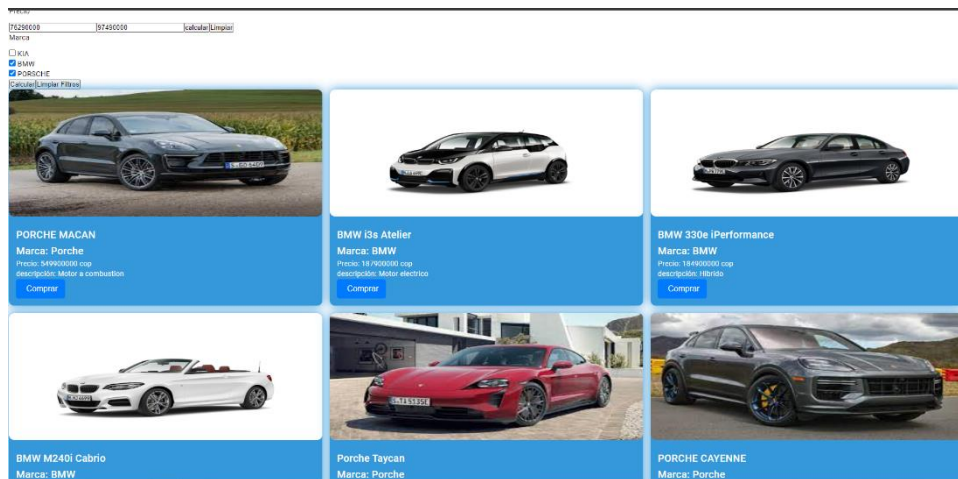 Precio
76290000 97490000 calcular Limpiar
Marca
KIA
BMW
PORSCHE
Calcular Limpiar Filtros
PORCHE MACAN
Marca: Porche
Precio: 549900000 cop
descripción: Motor a combustion
Comprar
BMW i3s Atelier
Marca: BMW
Precio: 187900000 cop
descripción: Motor electrico
Comprar
BMW 330e iPerformance
Marca: BMW
Precio: 184900000 cop
descripción: Hibrido
Comprar
BMW M240i Cabrio
Marca: BMW
Porche Taycan
Marca: Porche
PORCHE CAYENNE
Marca: Porche